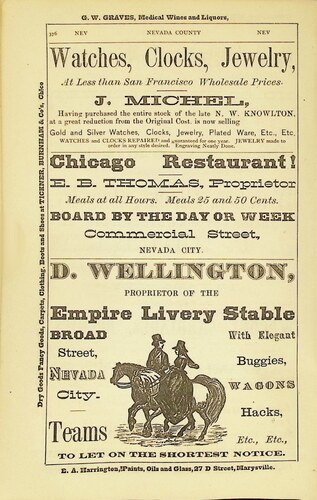 G. W. GRAVES, Medical Wines and Liquors,
NEV NEVADA COUNTY NEV
Watches, Clocks, Jewelry,
At Less than San Francisco Wholesale Prices.
J. MICHEL,
Having purchased the entire stock of the late N. W. KNOWLTON,
at a great reduction from the Original Cost. is now selling
Gold and Silver Watches, Clocks, Jewelry, Plated Ware, Etc., Etc.
WATCHES and CLOCKS REPAIRED and guaranteed for one year. JEWELRY made to
order in any style desired. Engraving Neatly Done.
Chicago Restaurant!
E. B. THOMAS, Proprietor
Meals at all Hours. Meals 25 and 50 Cents.
BOARD BY THE DAY OR WEEK
Commercial Street,
NEVADA CITY.
D. WELLINGTON,
PROPRIETOR OF THE
Empire Livery Stable
BROAD
Street,
NEVADA
City.
Teams
With Elegant
Buggies,
WAGONS
Hacks,
Etc., Etc.,
TO LET ON THE SHORTEST NOTICE.
E. A. Harrington, Paints, Oils and Glass, 27 D Street, Marysville.
Dry Goods Fancy Goods, Carpets, Clothing. Boots and Shoes at TICKNER, BURNHAM & Co's, Chico